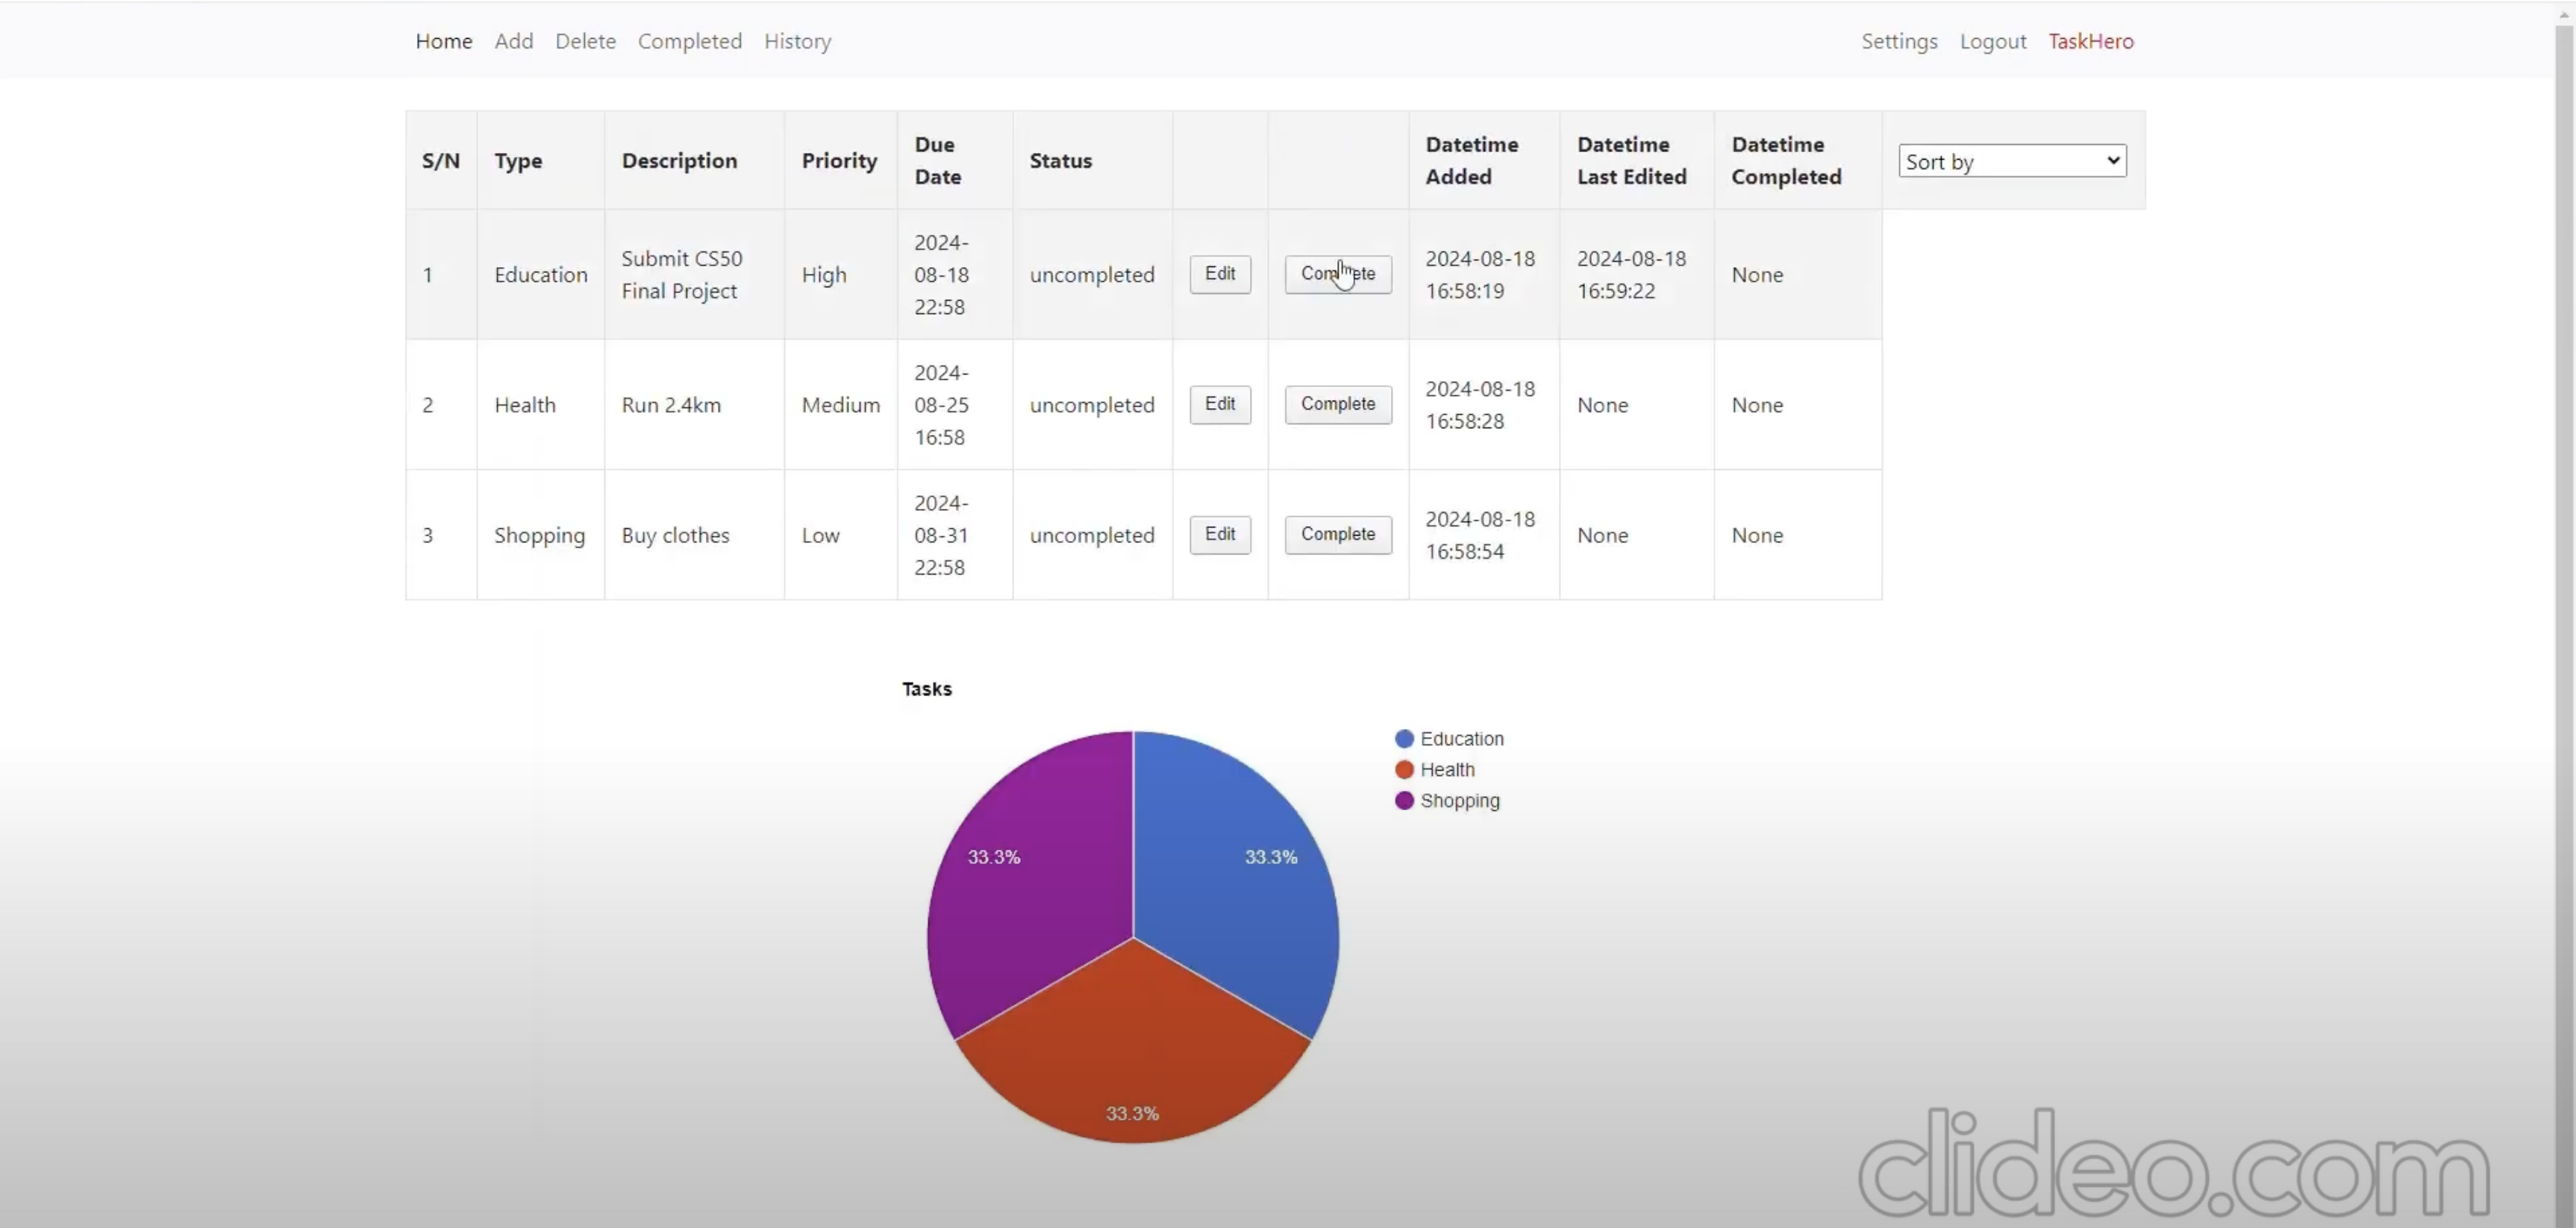 Home Add Delete Completed History Settings Logout TaskHero
S/N Type Description Priority Due Date Status Datetime Added Datetime Last Edited Datetime Completed Sort by
1 Education Submit CS50 Final Project High 2024-08-18 22:58 uncompleted Edit Complete 2024-08-18 16:58:19 2024-08-18 16:59:22 None
2 Health Run 2.4km Medium 2024-08-25 16:58 uncompleted Edit Complete 2024-08-18 16:58:28 None None
3 Shopping Buy clothes Low 2024-08-31 22:58 uncompleted Edit Complete 2024-08-18 16:58:54 None None
Tasks
Education
Health
Shopping
33.3% 33.3%
33.3%
clideo.com